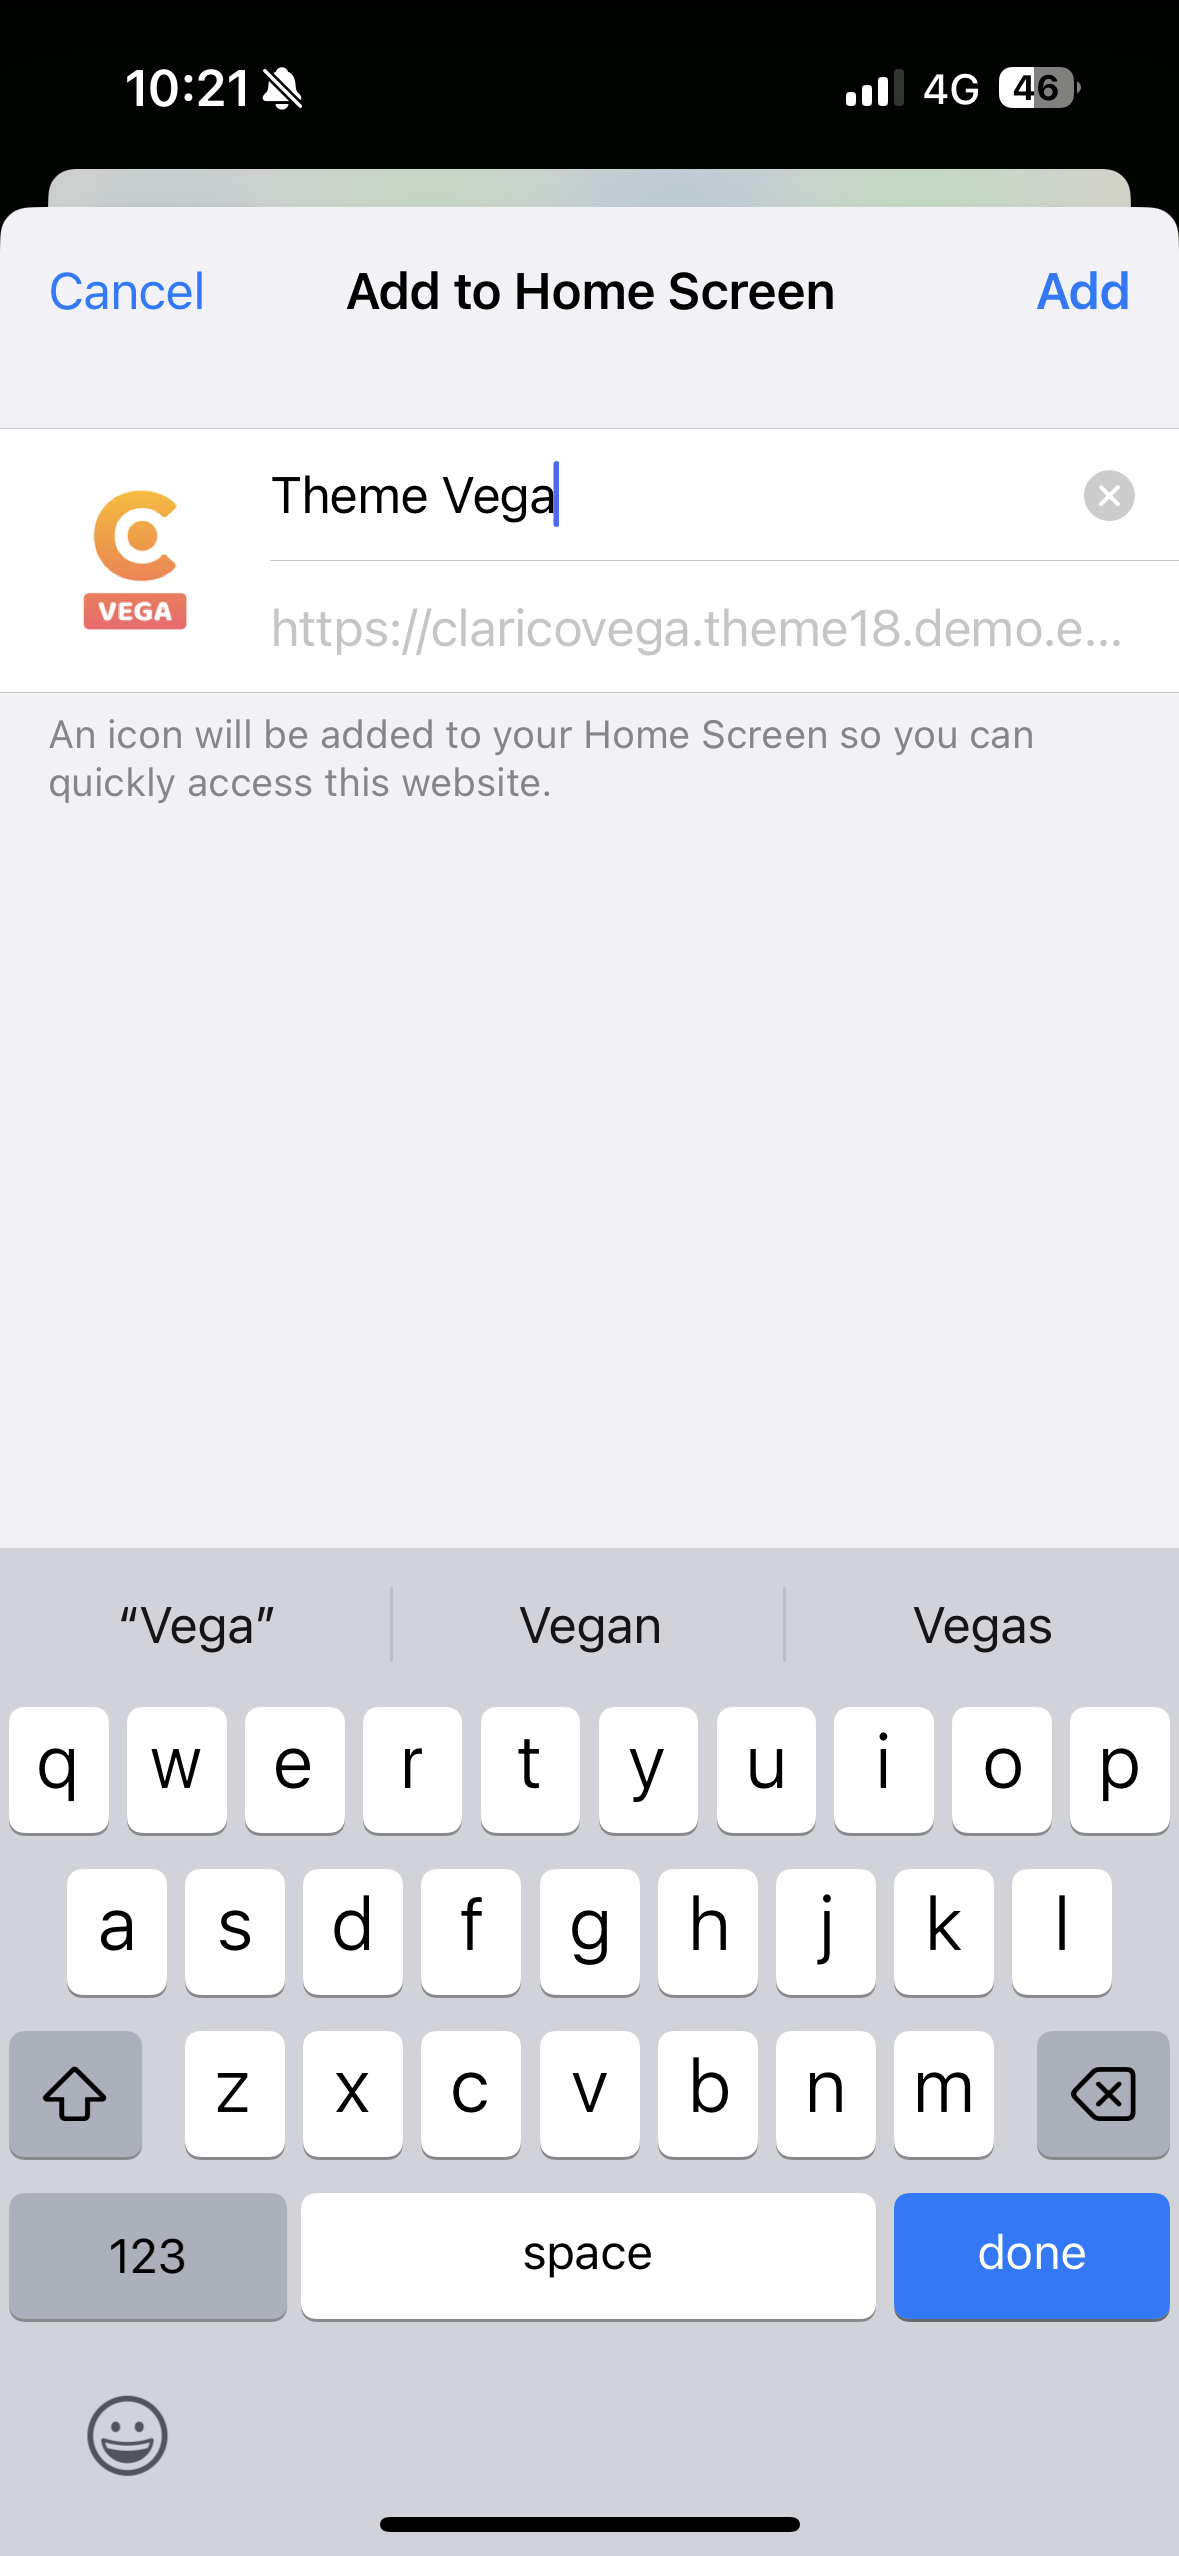 10:21 4G 46
Cancel Add to Home Screen Add
Theme Vega
VEGA
https://claricovega.theme18.demo.e...
An icon will be added to your Home Screen so you can
quickly access this website.
“Vega” Vegan Vegas
q w e r t y u i o p
a s d f g h j k l
z x c v b n m
123 space done